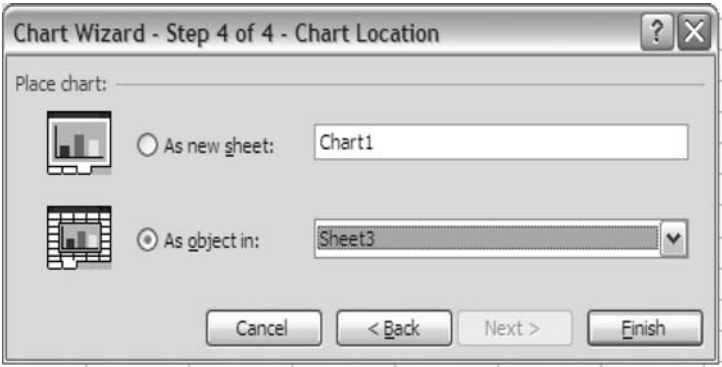 Chart Wizard - Step 4 of 4 - Chart Location
Place chart:
As new sheet: Chart1
As object in: Sheet3
Cancel < Back Next > Finish